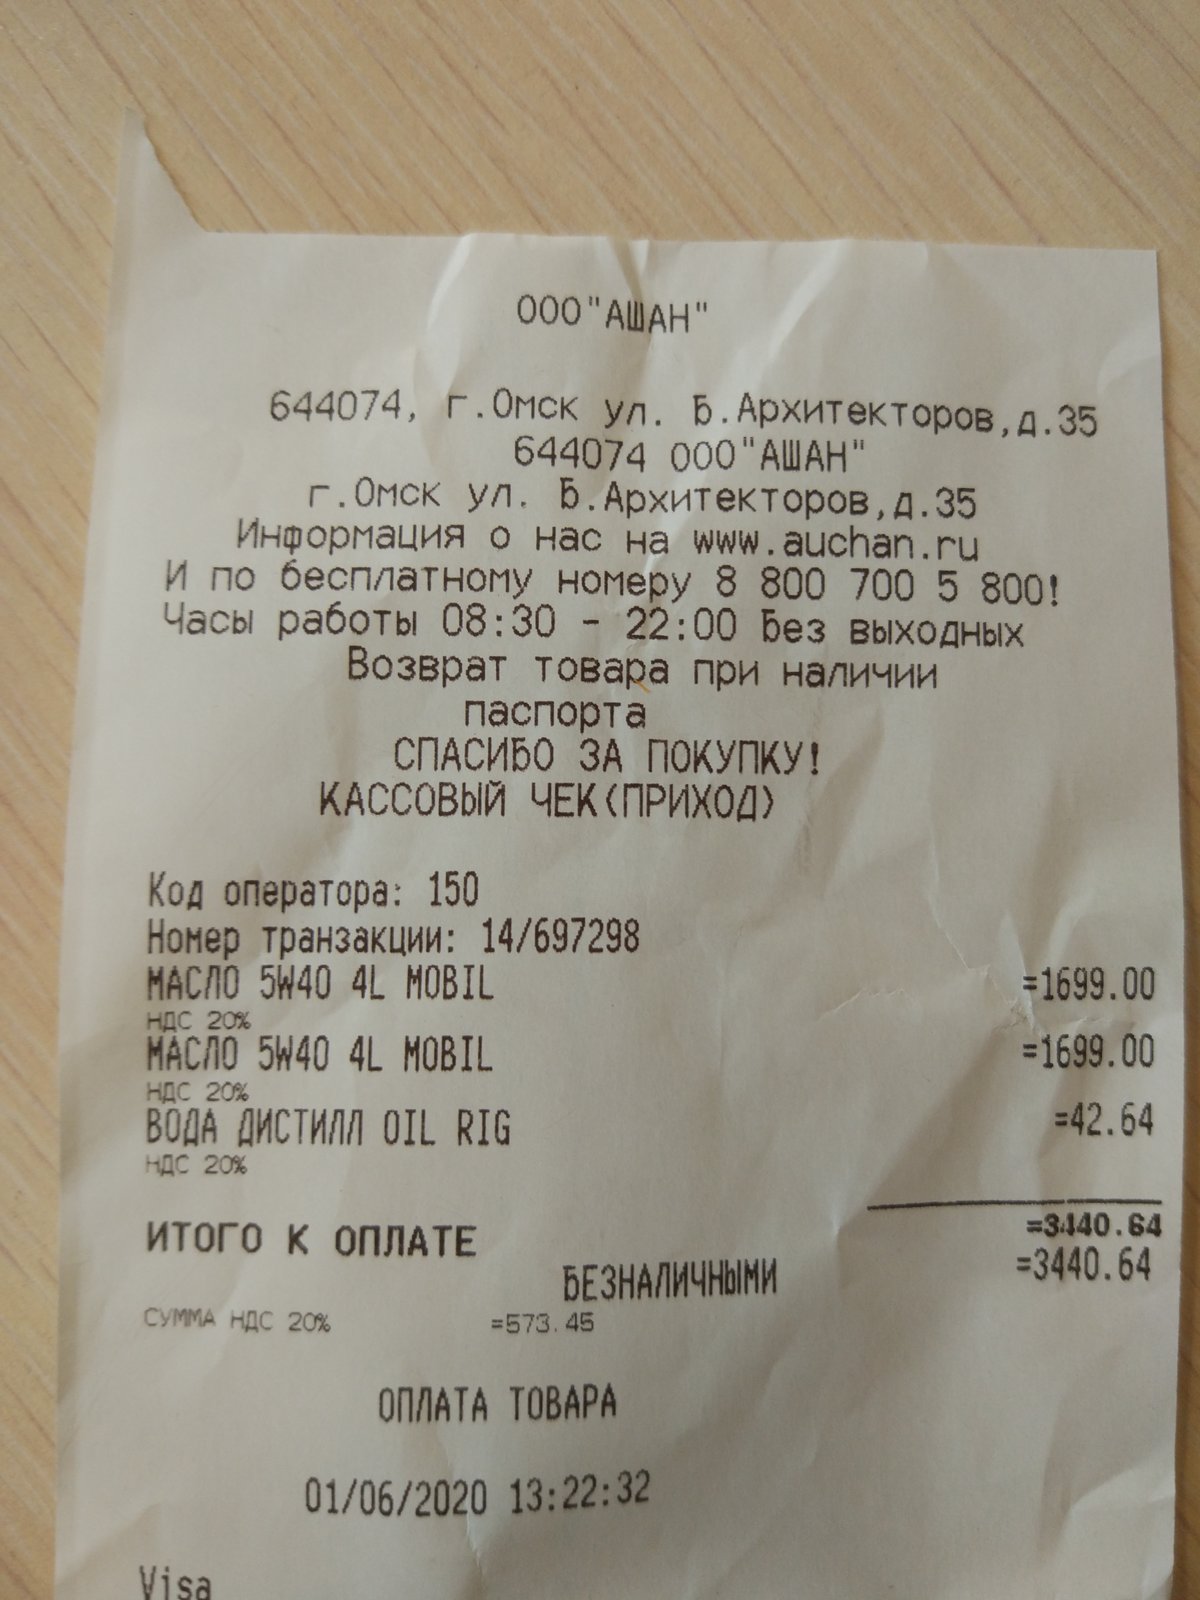 ООО"АШАН"
644074, г.Омск ул. Б.Архитекторов,д.35
644074 ООО"АШАН"
г.Омск ул. Б.Архитекторов,д.35
Информация о нас на www.auchan.ru
И по бесплатному номеру 8 800 700 5 800!
Часы работы 08:30 - 22:00 Без выходных
Возврат товара при наличии
паспорта
СПАСИБО ЗА ПОКУПКУ!
КАССОВЫЙ ЧЕК(ПРИХОД)
Код оператора: 150
Номер транзакции: 14/697298
МАСЛО 5W40 4L MOBIL =1699.00
НДС 20%
МАСЛО 5W40 4L MOBIL =1699.00
НДС 20%
ВОДА ДИСТИЛЛ OIL RIG =42.64
НДС 20%
ИТОГО К ОПЛАТЕ =3440.64
БЕЗНАЛИЧНЫМИ =3440.64
СУММА НДС 20% =573.45
ОПЛАТА ТОВАРА
01/06/2020 13:22:32
Visa